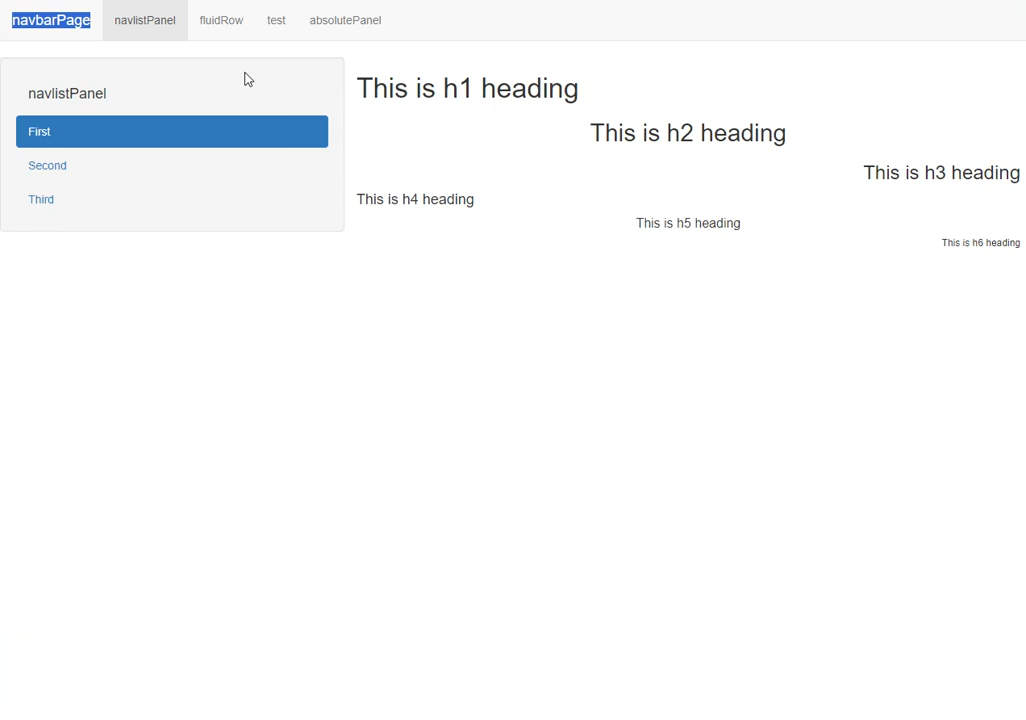 navbarPage navlistPanel fluidRow test absolutePanel
navlistPanel
First
Second
Third
This is h1 heading
This is h2 heading
This is h3 heading
This is h4 heading
This is h5 heading
This is h6 heading